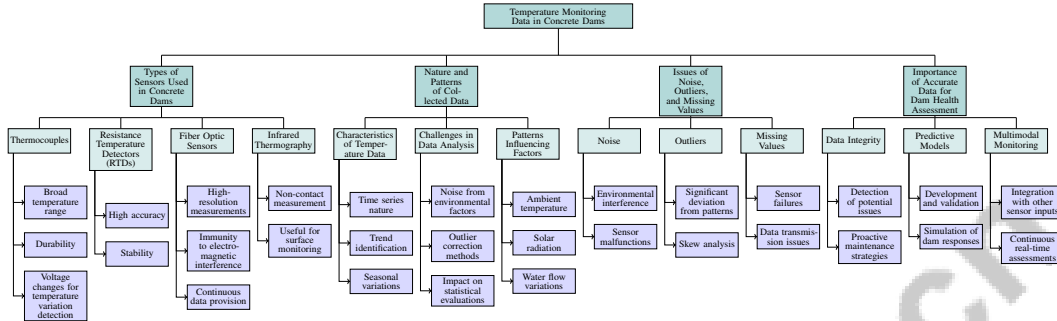 Temperature Monitoring
Data in Concrete Dams
Types of
Sensors Used
in Concrete
Dams
Nature and
Patterns
of Col-
lected Data
Issues of
Noise,
Outliers,
and Missing
Values
Importance
of Accurate
Data for
Dam Health
Assessment
Thermocouples
Resistance
Temperature
Detectors
(RTDs)
Fiber Optic
Sensors
Infrared
Thermography
Characteristics
of Temper-
ature Data
Challenges in
Data Analysis
Patterns
Influencing
Factors
Noise
Outliers
Missing
Values
Data Integrity
Predictive
Models
Multimodal
Monitoring
Broad
temperature
range
Durability
Voltage
changes for
temperature
variation
detection
High accuracy
Stability
High-
resolution
measurements
Immunity
to electro-
magnetic
interference
Continuous
data provision
Non-contact
measurement
Useful for
surface
monitoring
Time series
nature
Trend
identification
Seasonal
variations
Noise from
environmental
factors
Outlier
correction
methods
Impact on
statistical
evaluations
Ambient
temperature
Solar
radiation
Water flow
variations
Environmental
interference
Sensor
malfunctions
Significant
deviation
from patterns
Skew analysis
Sensor
failures
Data transmis-
sion issues
Detection
of potential
issues
Proactive
maintenance
strategies
Development
and validation
Simulation of
dam responses
Integration
with other
sensor inputs
Continuous
real-time
assessments